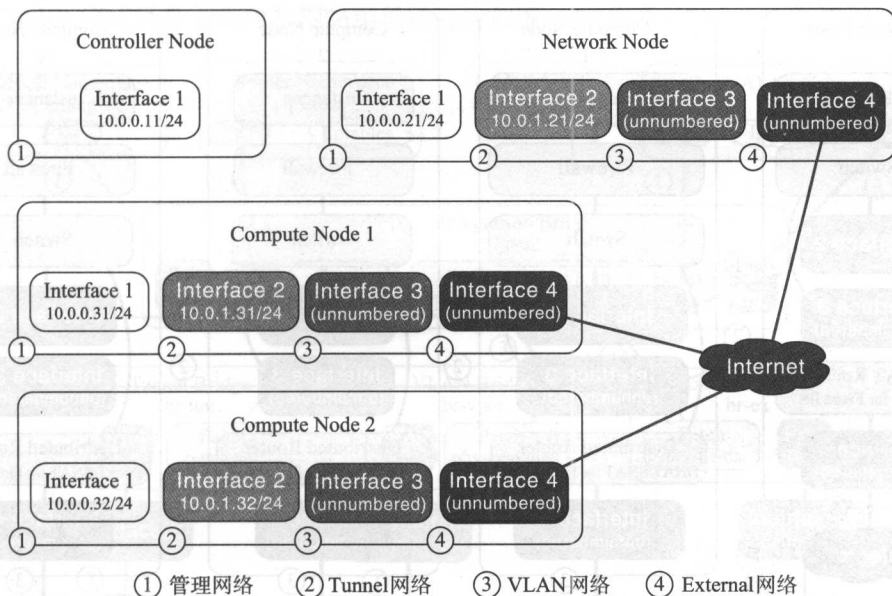 Controller Node
Interface 1
10.0.0.11/24
①
Network Node
Interface 1
10.0.0.21/24
Interface 2
10.0.1.21/24
Interface 3
(unnumbered)
Interface 4
(unnumbered)
① ② ③ ④
Compute Node 1
Interface 1
10.0.0.31/24
Interface 2
10.0.1.31/24
Interface 3
(unnumbered)
Interface 4
(unnumbered)
① ② ③ ④
Internet
Compute Node 2
Interface 1
10.0.0.32/24
Interface 2
10.0.1.32/24
Interface 3
(unnumbered)
Interface 4
(unnumbered)
① ② ③ ④
① 管理网络 ② Tunnel网络 ③ VLAN网络 ④ External网络